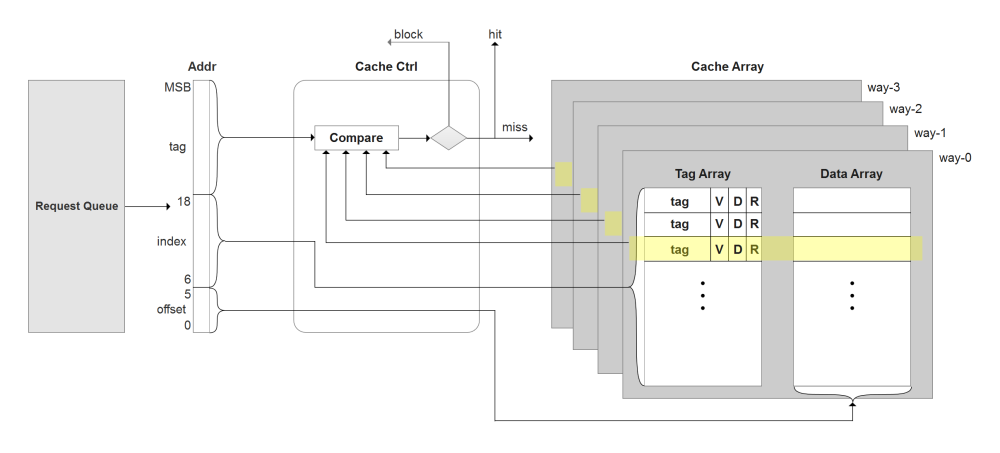 block
hit
Addr
Cache Ctrl
Cache Array
MSB
way-3
way-2
miss
way-1
Compare
tag
way-0
Tag Array
Data Array
18
Request Queue
tag V D R
tag V D R
index
tag V D R
6
5
offset
0